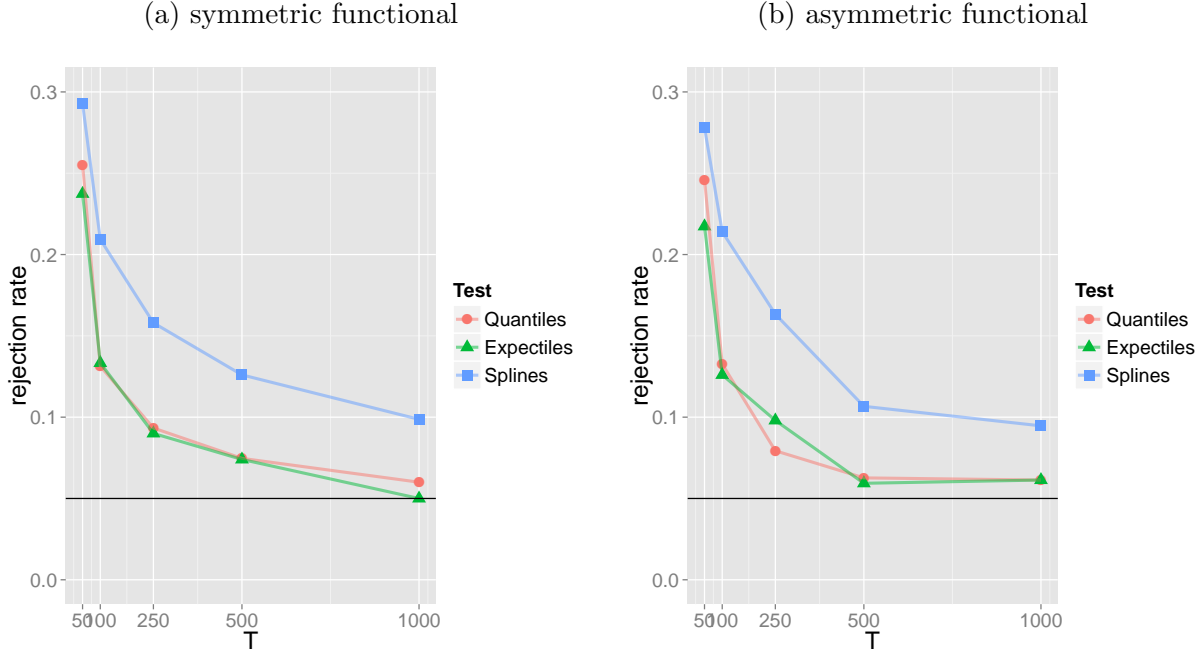 (a) symmetric functional
0.3
0.2
0.1
0.0
rejection rate
50
100
250
500
1000
T
Test
Quantiles
Expectiles
Splines
(b) asymmetric functional
0.3
0.2
0.1
0.0
rejection rate
50
100
250
500
1000
T
Test
Quantiles
Expectiles
Splines